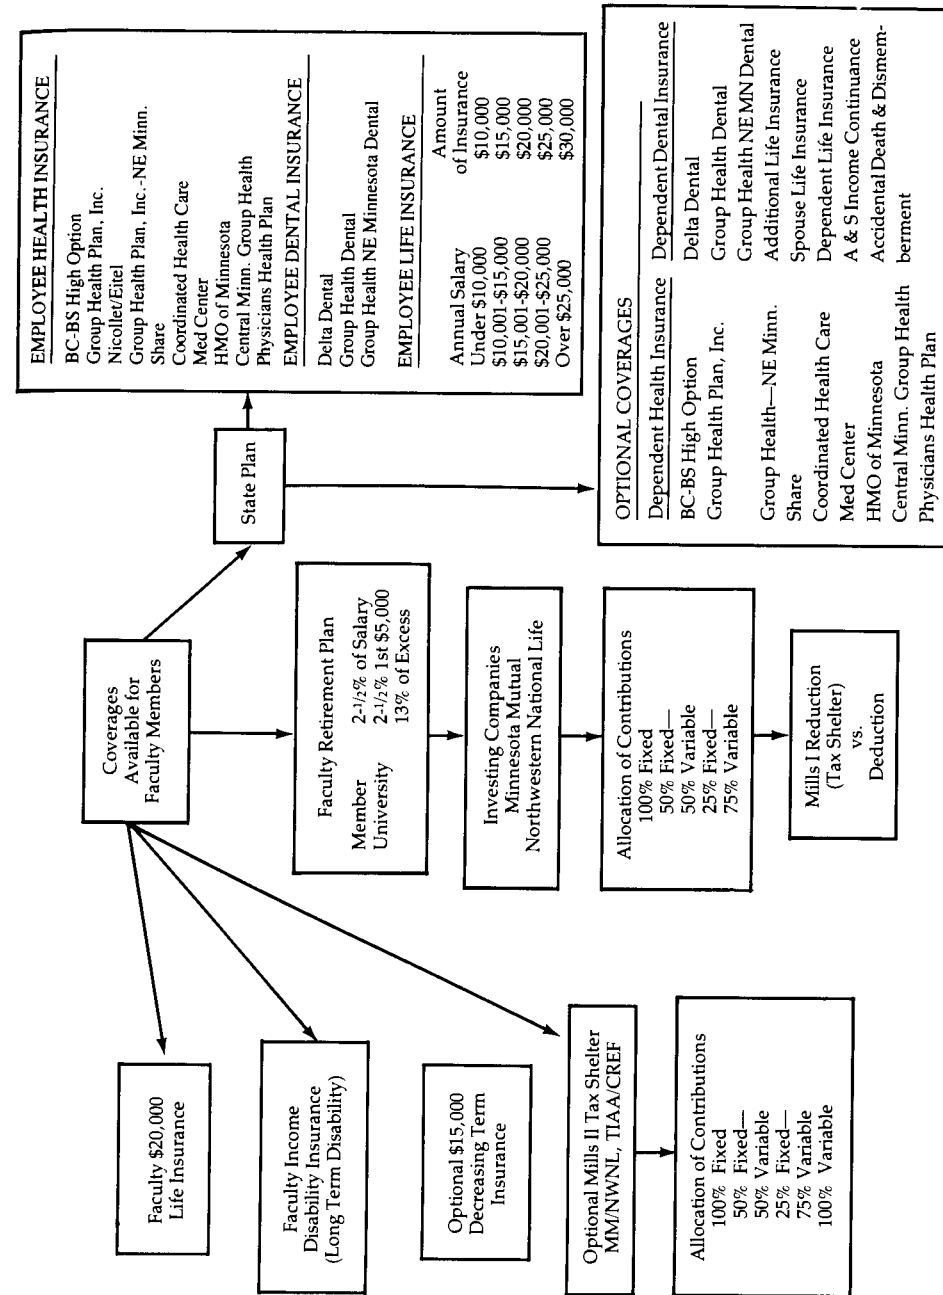 Coverages
Available for
Faculty Members
Faculty $20,000
Life Insurance
Faculty Income
Disability Insurance
(Long Term Disability)
Optional $15,000
Decreasing Term
Insurance
Optional Mills II Tax Shelter
MM/NWNL, TIAA/CREF
Allocation of Contributions
100% Fixed
50% Fixed—
50% Variable
25% Fixed—
75% Variable
100% Variable
Faculty Retirement Plan
Member 2-1/2% of Salary
University 2-1/2% 1st $5,000
13% of Excess
Investing Companies
Minnesota Mutual
Northwestern National Life
Allocation of Contributions
100% Fixed
50% Fixed—
50% Variable
25% Fixed—
75% Variable
Mills I Reduction
(Tax Shelter)
vs.
Deduction
State Plan
EMPLOYEE HEALTH INSURANCE
BC-BS High Option
Group Health Plan, Inc.
Nicollet/Eitel
Group Health Plan, Inc.-NE Minn.
Share
Coordinated Health Care
Med Center
HMO of Minnesota
Central Minn. Group Health
Physicians Health Plan
EMPLOYEE DENTAL INSURANCE
Delta Dental
Group Health Dental
Group Health NE Minnesota Dental
EMPLOYEE LIFE INSURANCE
Amount
Annual Salary of Insurance
Under $10,000 $10,000
$10,001-$15,000 $15,000
$15,001-$20,000 $20,000
$20,001-$25,000 $25,000
Over $25,000 $30,000
OPTIONAL COVERAGES
Dependent Health Insurance
BC-BS High Option
Group Health Plan, Inc.
Group Health—NE Minn.
Share
Coordinated Health Care
Med Center
HMO of Minnesota
Central Minn. Group Health
Physicians Health Plan
Dependent Dental Insurance
Delta Dental
Group Health Dental
Group Health NE MN Dental
Additional Life Insurance
Spouse Life Insurance
Dependent Life Insurance
A & S Income Continuance
Accidental Death & Dismem-
berment